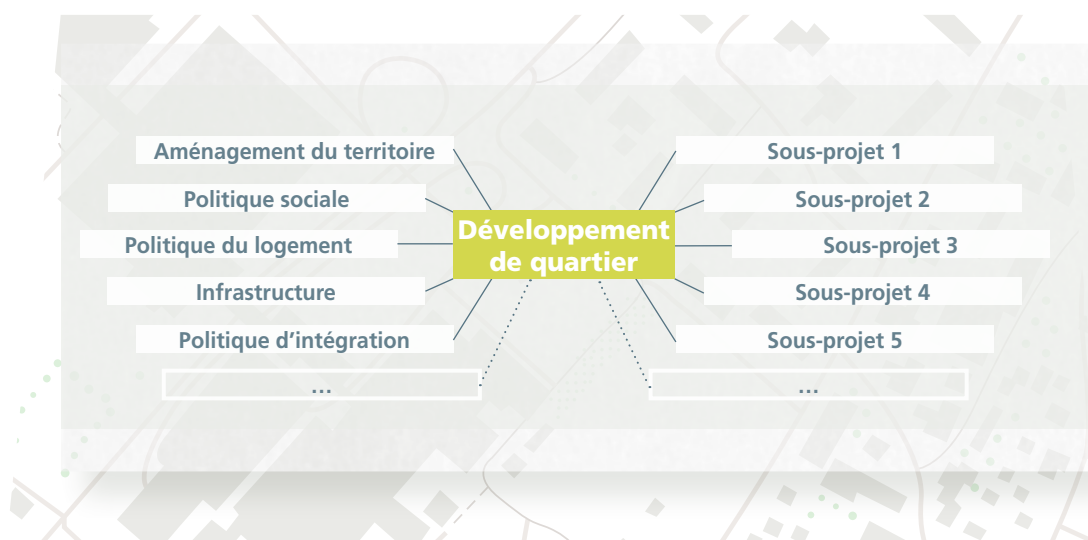 Aménagement du territoire
Politique sociale
Politique du logement
Infrastructure
Politique d’intégration
...
Développement
de quartier
Sous-projet 1
Sous-projet 2
Sous-projet 3
Sous-projet 4
Sous-projet 5
...